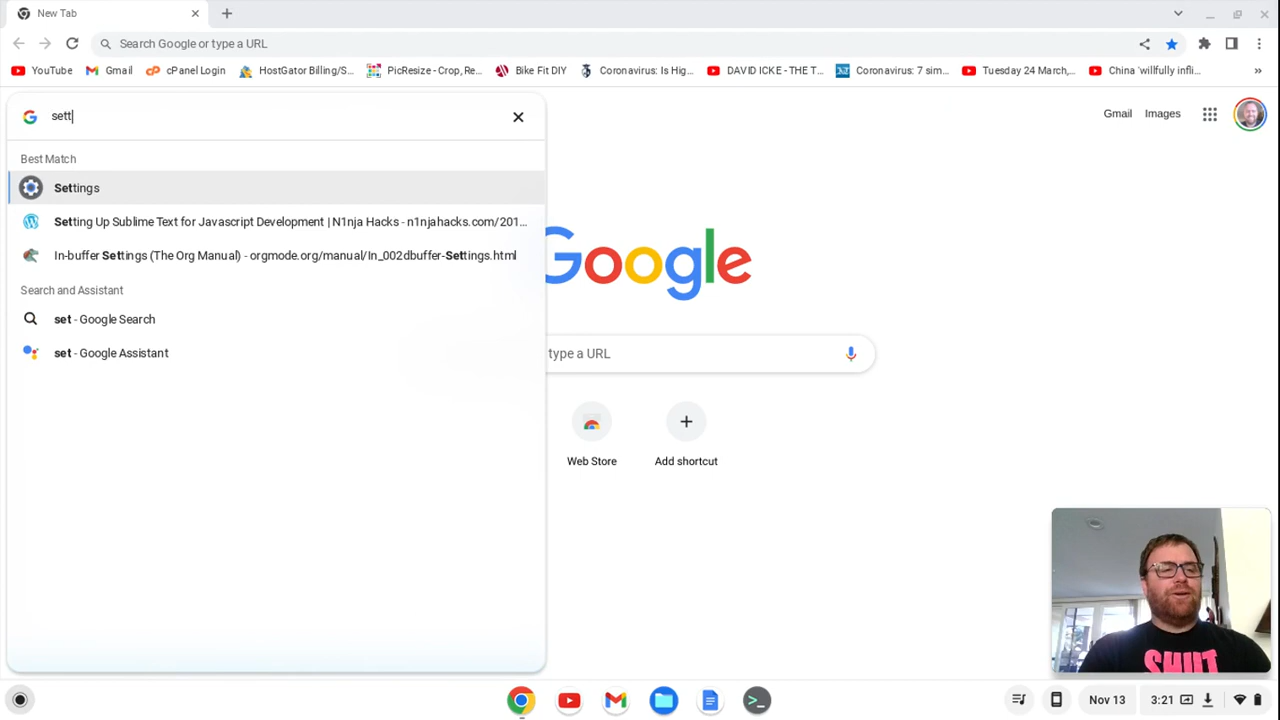 New Tab
Search Google or type a URL
YouTube
Gmail
cPanel Login
HostGator Billing/S...
PicResize - Crop, Re...
Bike Fit DIY
Coronavirus: Is Hig...
DAVID ICKE - THE T...
Coronavirus: 7 sim...
Tuesday 24 March,...
China 'willfully infli...
»
sett
Gmail
Images
Best Match
Settings
Setting Up Sublime Text for Javascript Development | N1nja Hacks - n1njahacks.com/201...
In-buffer Settings (The Org Manual) - orgmode.org/manual/In_002dbuffer-Settings.html
Google
Search and Assistant
set - Google Search
set - Google Assistant
type a URL
Web Store
Add shortcut
SHUT
Nov 13
3:21